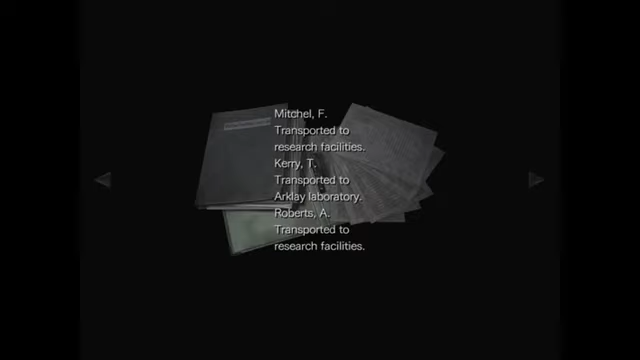 Mitchel, F.
Transported to
research facilities.
Kerry, T.
Transported to
Arklay laboratory.
Roberts, A.
Transported to
research facilities.